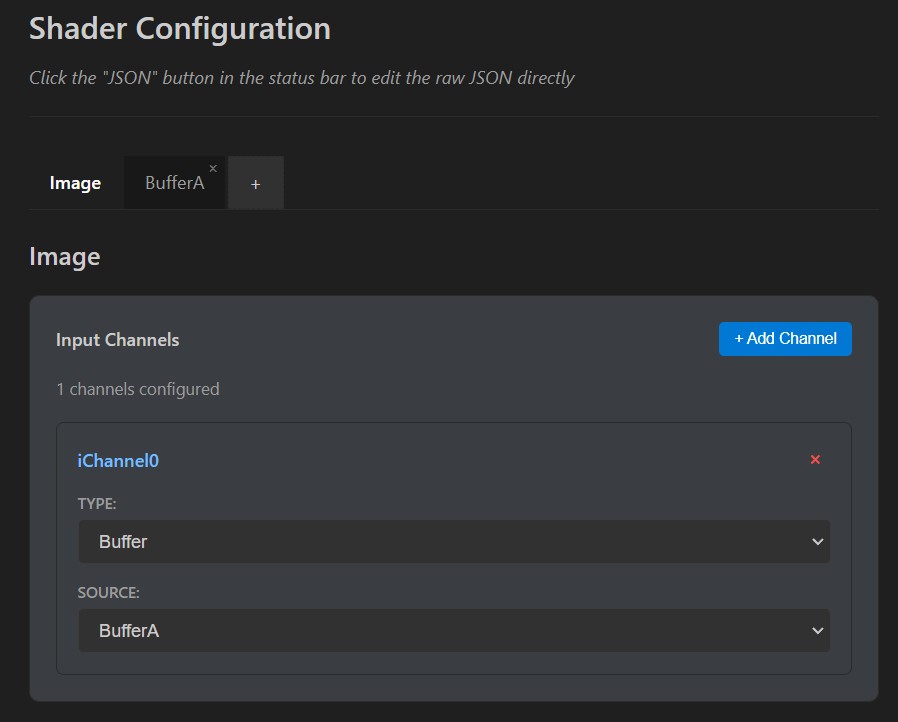 Shader Configuration
Click the "JSON" button in the status bar to edit the raw JSON directly
Image
BufferA ×
+
Image
Input Channels
+ Add Channel
1 channels configured
iChannel0
×
TYPE:
Buffer
SOURCE:
BufferA